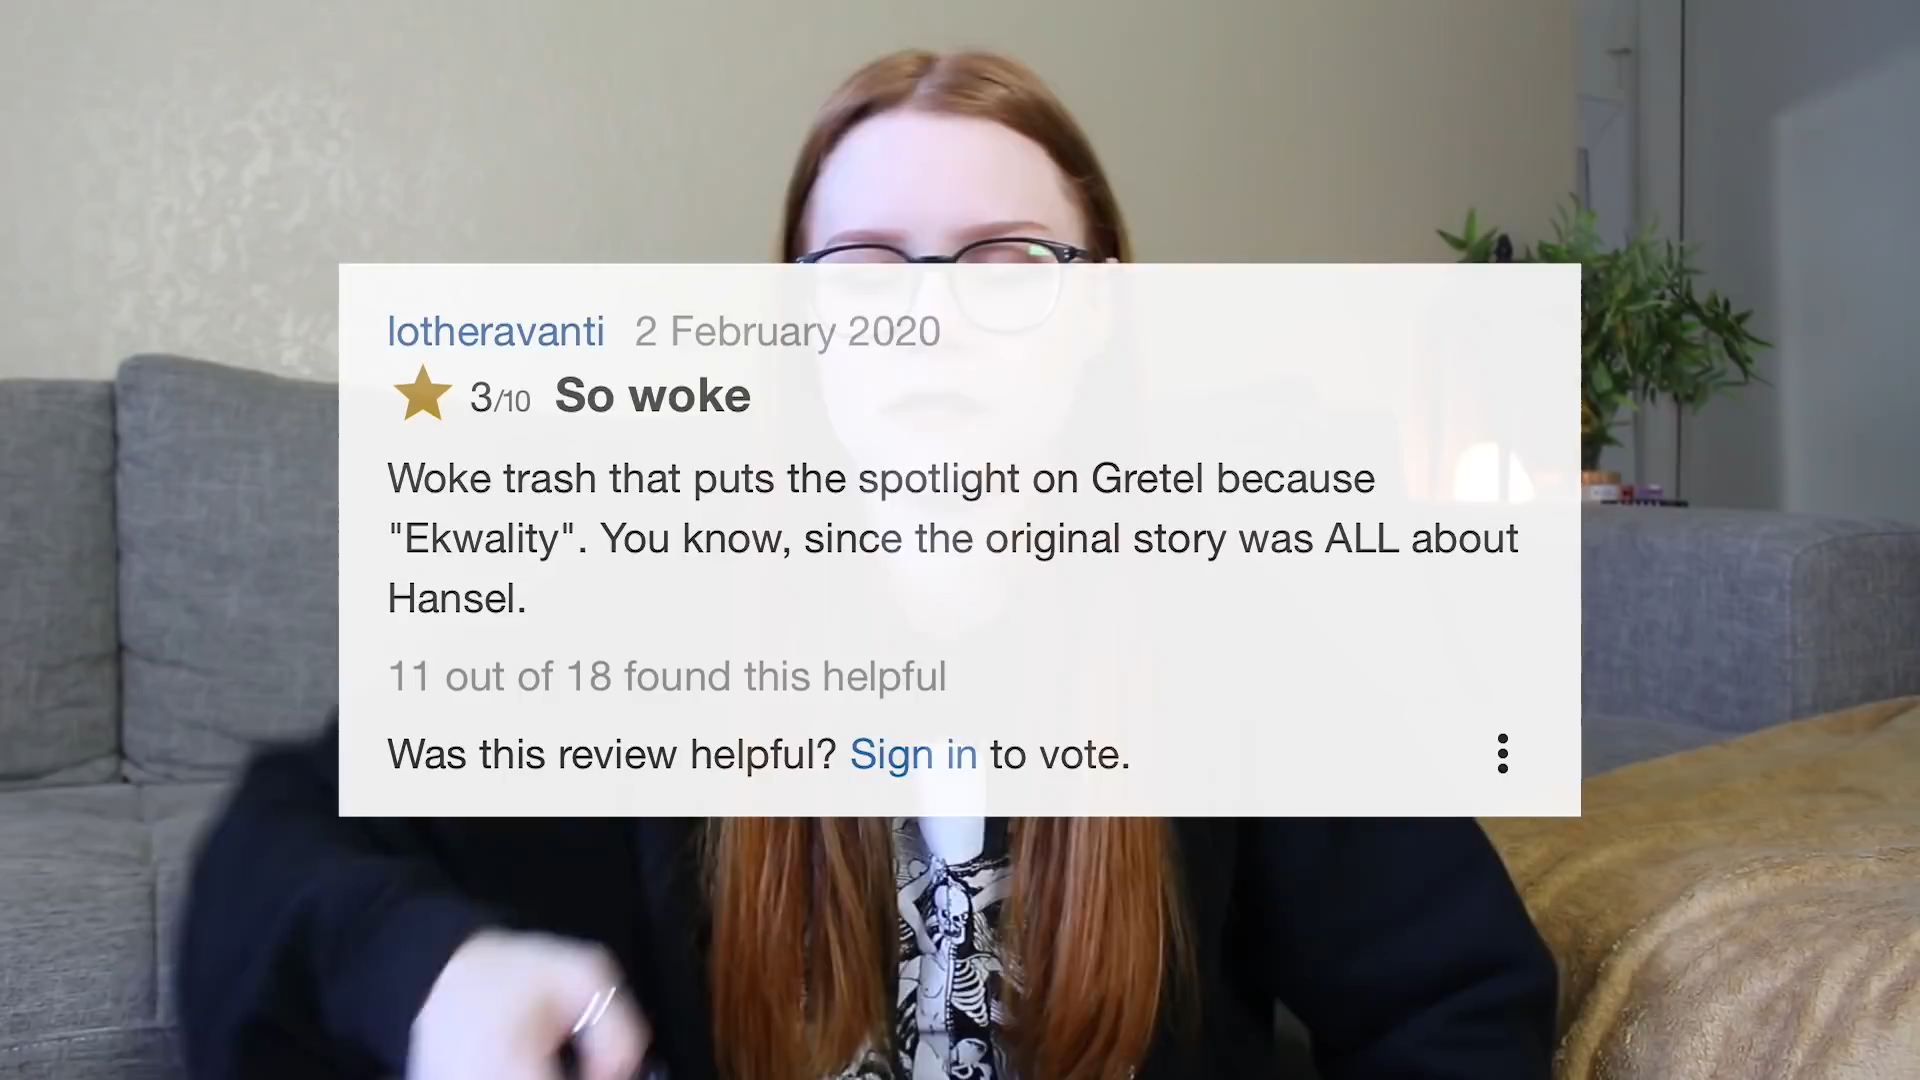 lotheravanti 2 February 2020
3/10 So woke
Woke trash that puts the spotlight on Gretel because
"Ekwality". You know, since the original story was ALL about
Hansel.
11 out of 18 found this helpful
Was this review helpful? Sign in to vote.